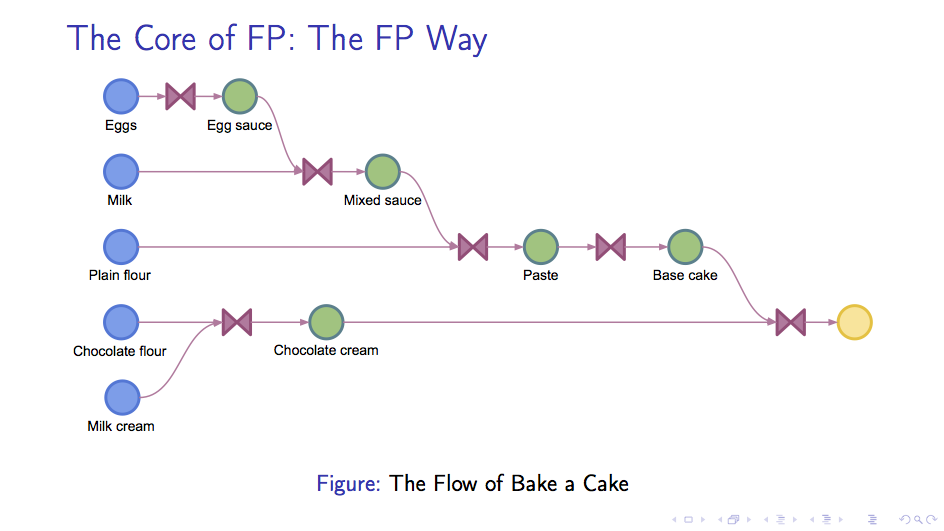 The Core of FP: The FP Way
Eggs
Egg sauce
Milk
Mixed sauce
Plain flour
Paste
Base cake
Chocolate flour
Chocolate cream
Milk cream
Figure: The Flow of Bake a Cake